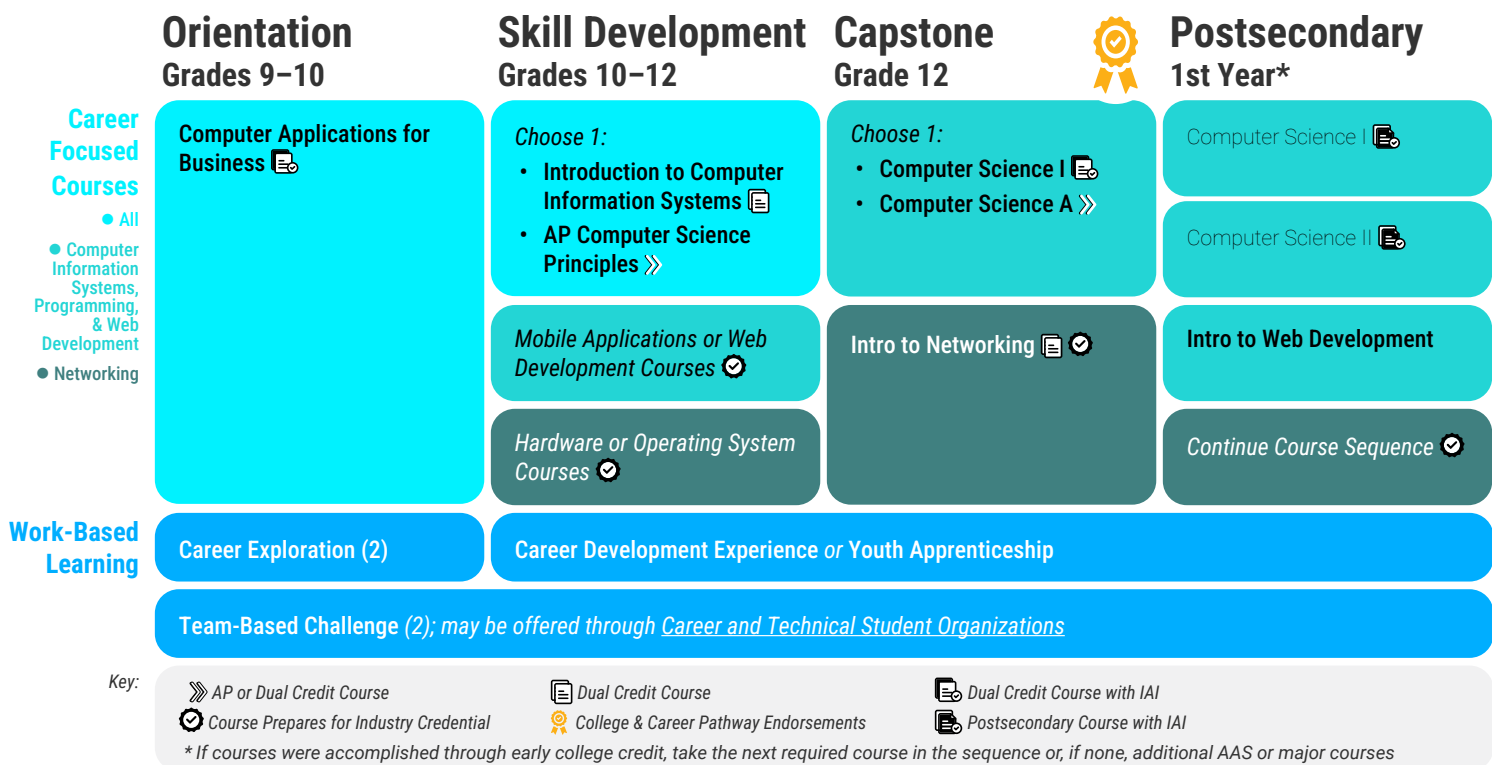 Orientation
Grades 9–10
Skill Development
Grades 10–12
Capstone
Grade 12
Postsecondary
1st Year*
Career
Focused
Courses
● All
● Computer
Information
Systems,
Programming,
& Web
Development
● Networking
Computer Applications for
Business
Choose 1:
• Introduction to Computer
Information Systems
• AP Computer Science
Principles
Mobile Applications or Web
Development Courses
Hardware or Operating System
Courses
Choose 1:
• Computer Science I
• Computer Science A
Intro to Networking
Computer Science I
Computer Science II
Intro to Web Development
Continue Course Sequence
Work-Based
Learning
Career Exploration (2)
Career Development Experience or Youth Apprenticeship
Team-Based Challenge (2); may be offered through Career and Technical Student Organizations
Key:
AP or Dual Credit Course
Dual Credit Course
Dual Credit Course with IAI
Course Prepares for Industry Credential
College & Career Pathway Endorsements
Postsecondary Course with IAI
* If courses were accomplished through early college credit, take the next required course in the sequence or, if none, additional AAS or major courses